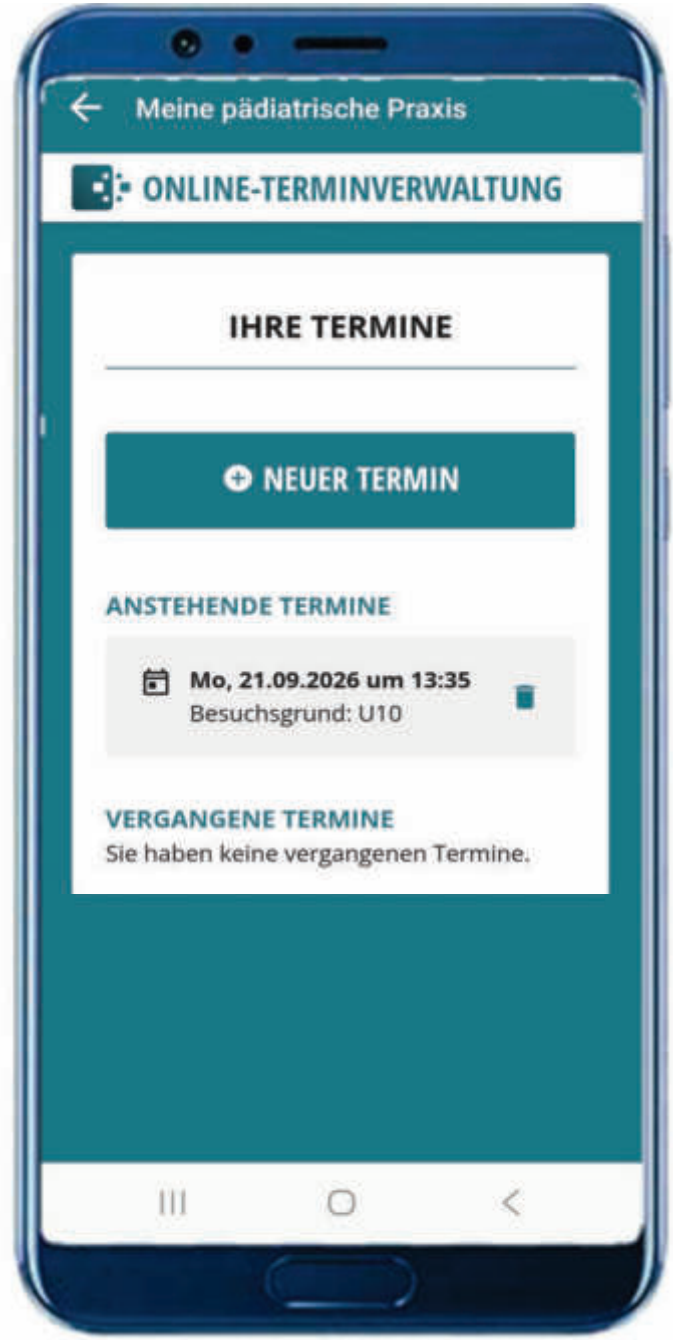 Meine pädiatrische Praxis
ONLINE-TERMINVERWALTUNG
IHRE TERMINE
NEUER TERMIN
ANSTEHENDE TERMINE
Mo, 21.09.2026 um 13:35
Besuchsgrund: U10
VERGANGENE TERMINE
Sie haben keine vergangenen Termine.